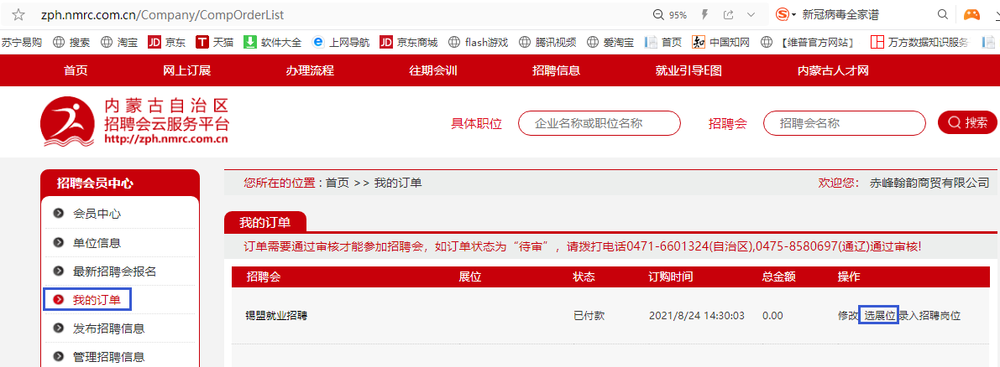 zph.nmrc.com.cn/Company/CompOrderList 95% 新冠病毒全家谱
苏宁易购 搜索 淘宝 京东 天猫 软件大全 上网导航 京东商城 flash游戏 腾讯视频 爱淘宝 首页 中国知网 【维普官方网站】 万方数据知识服务
首页 网上订展 办理流程 往期会训 招聘信息 就业引导E图 内蒙古人才网
内蒙古自治区
招聘会云服务平台
http://zph.nmrc.com.cn
具体职位 企业名称或职位名称 招聘会 招聘会名称 搜索
招聘会员中心
您所在的位置 : 首页 >> 我的订单 欢迎您： 赤峰翰韵商贸有限公司
会员中心
单位信息
最新招聘会报名
我的订单
发布招聘信息
管理招聘信息
我的订单
订单需要通过审核才能参加招聘会，如订单状态为“待审”，请拨打电话0471-6601324(自治区),0475-8580697(通辽)通过审核!
招聘会 展位 状态 订购时间 总金额 操作
锡盟就业招聘 已付款 2021/8/24 14:30:03 0.00 修改 选展位 录入招聘岗位